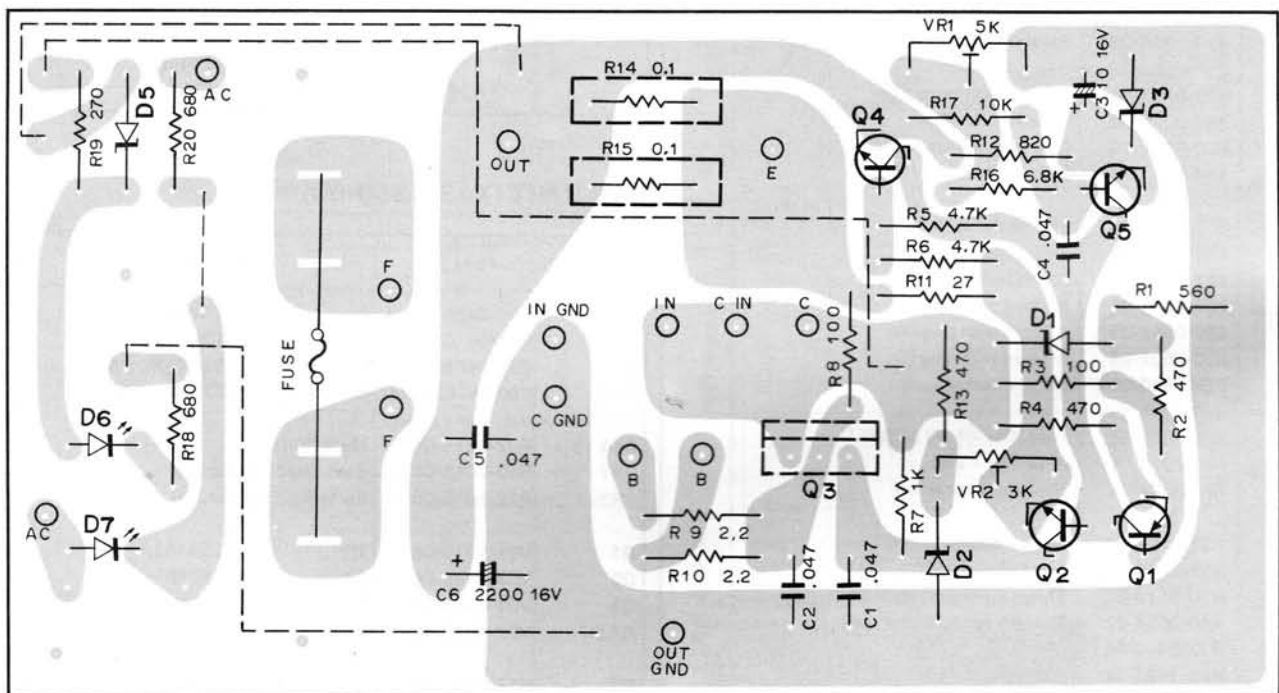 VR1 5K
R14 0.1
C3 10 16V
+
D3
R19 270
D5
R20 680
AC
R17 10K
Q4
OUT
R15 0.1
E
R12 820
R16 6.8K
Q5
R5 4.7K
R6 4.7K
C4 .047
R11 27
R1 560
F
IN GND
IN
C IN
C
R8 100
D1
FUSE
R3 100
R13 470
R2 470
C GND
R4 470
D6
R18 680
F
C5 .047
B
B
Q3
VR2 3K
R7 1K
AC
D7
R9 2,2
D2
Q2
Q1
R10 2.2
+
C6 2200 16V
C2 .047
C1 .047
OUT
GND